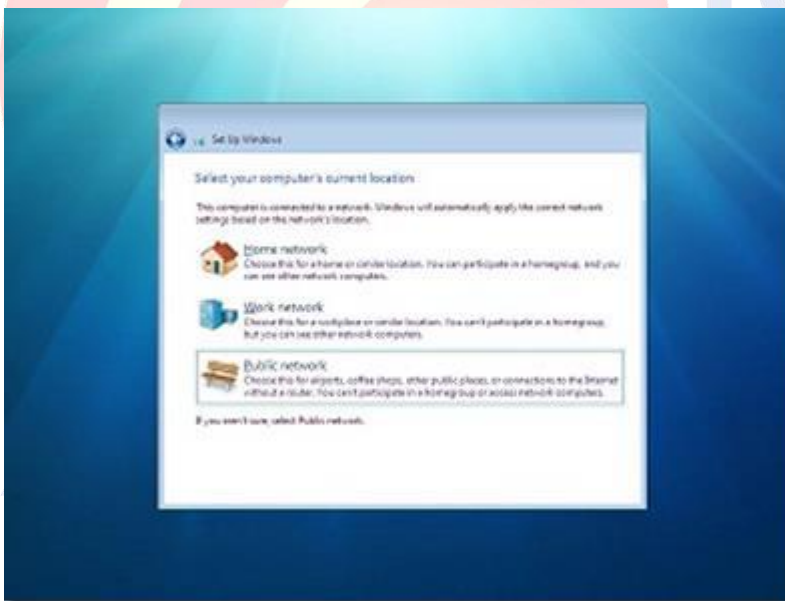 Set Up Windows
Select your computer's current location
This computer is connected to a network. Windows will automatically apply the correct network
settings based on the network's location.
Home network
Choose this for a home or similar location. You can participate in a homegroup, and you
can see other network computers.
Work network
Choose this for a workplace or similar location. You can't participate in a homegroup,
but you can see other network computers.
Public network
Choose this for airports, coffee shops, other public places, or connections to the Internet
without a router. You can't participate in a homegroup or access network computers.
If you aren't sure, select Public network.